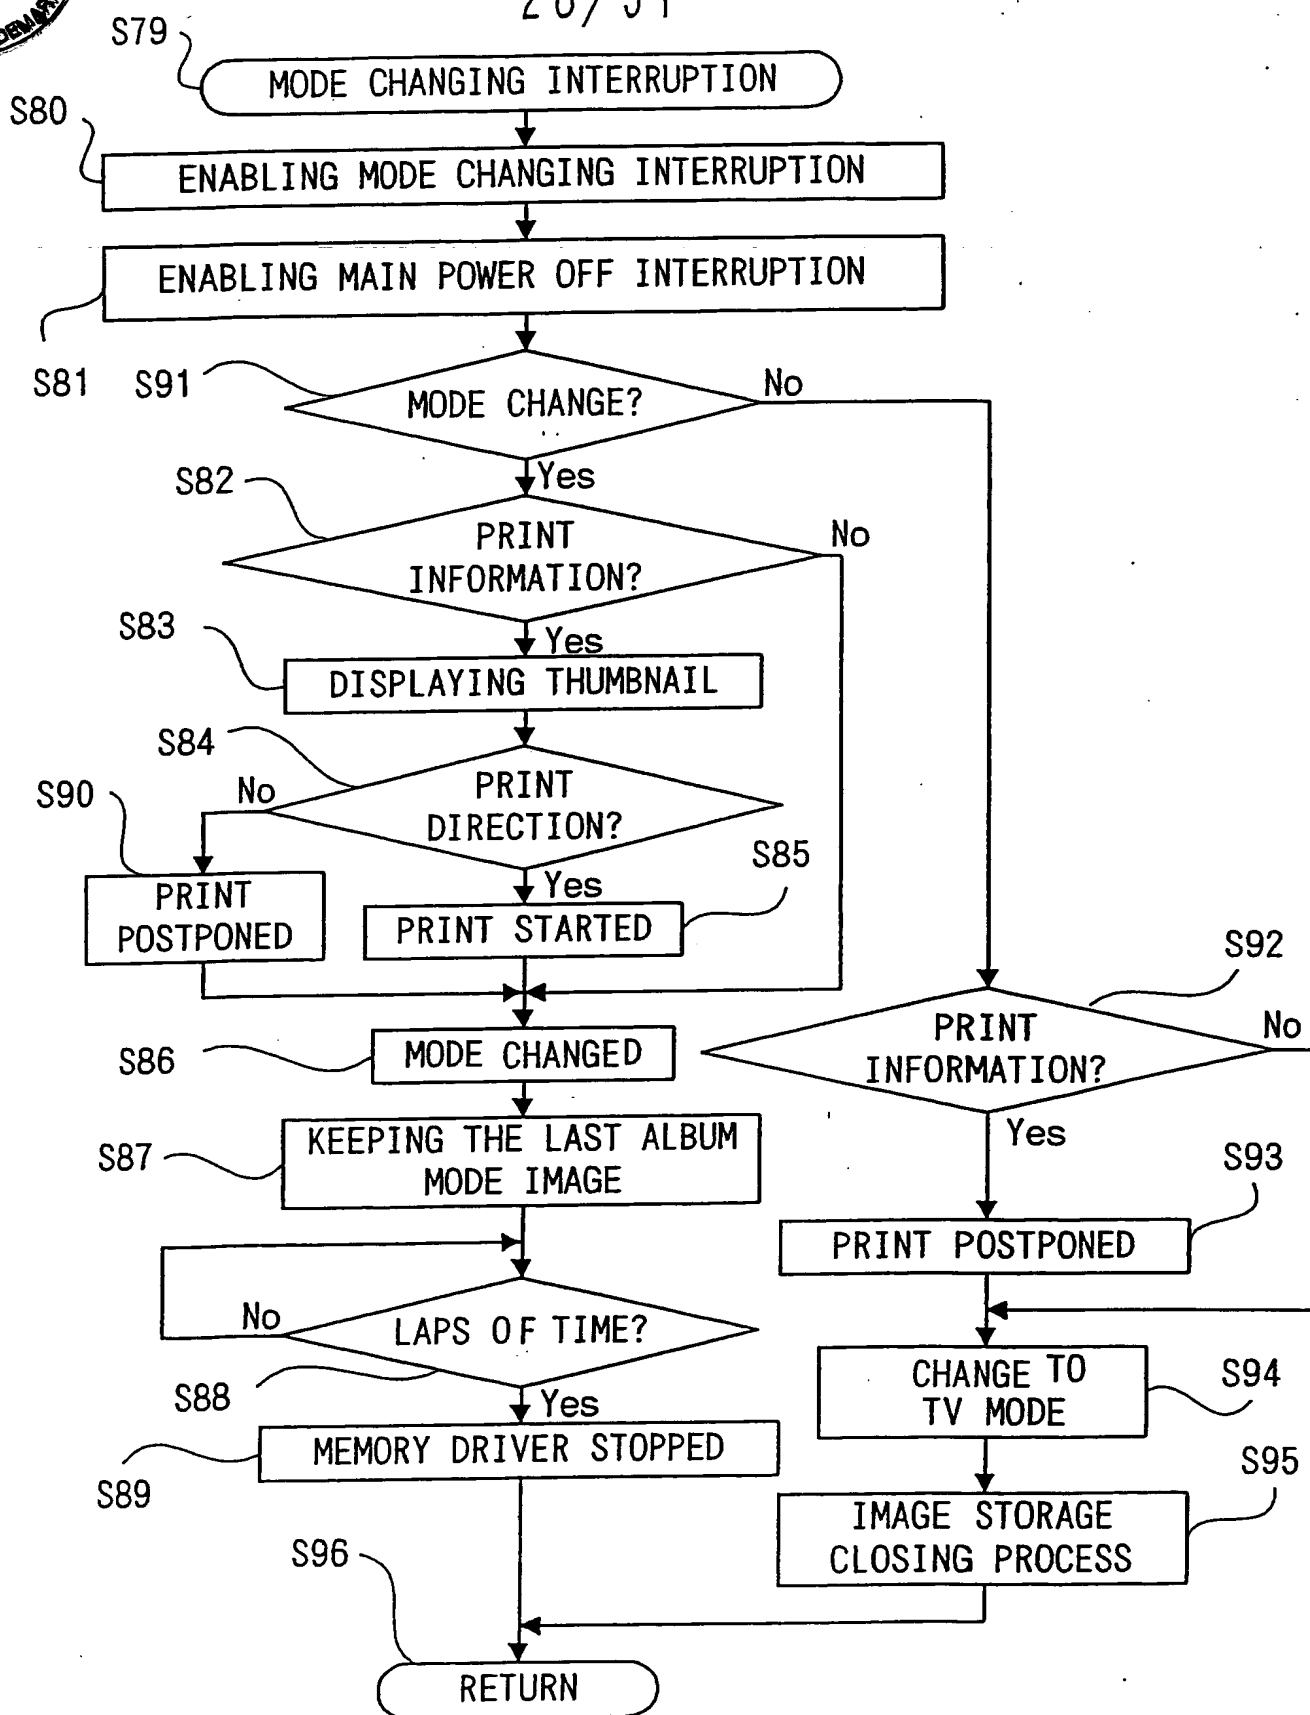 S79
MODE CHANGING INTERRUPTION
S80
ENABLING MODE CHANGING INTERRUPTION
ENABLING MAIN POWER OFF INTERRUPTION
S81
S91
MODE CHANGE?
No
Yes
S82
PRINT
INFORMATION?
No
Yes
S83
DISPLAYING THUMBNAIL
S84
PRINT
DIRECTION?
No
S90
Yes
S85
PRINT
POSTPONED
PRINT STARTED
S92
PRINT
INFORMATION?
No
S86
MODE CHANGED
Yes
KEEPING THE LAST ALBUM
MODE IMAGE
S87
S93
PRINT POSTPONED
No
LAPS OF TIME?
S88
Yes
CHANGE TO
TV MODE
S94
MEMORY DRIVER STOPPED
S89
S95
IMAGE STORAGE
CLOSING PROCESS
S96
RETURN